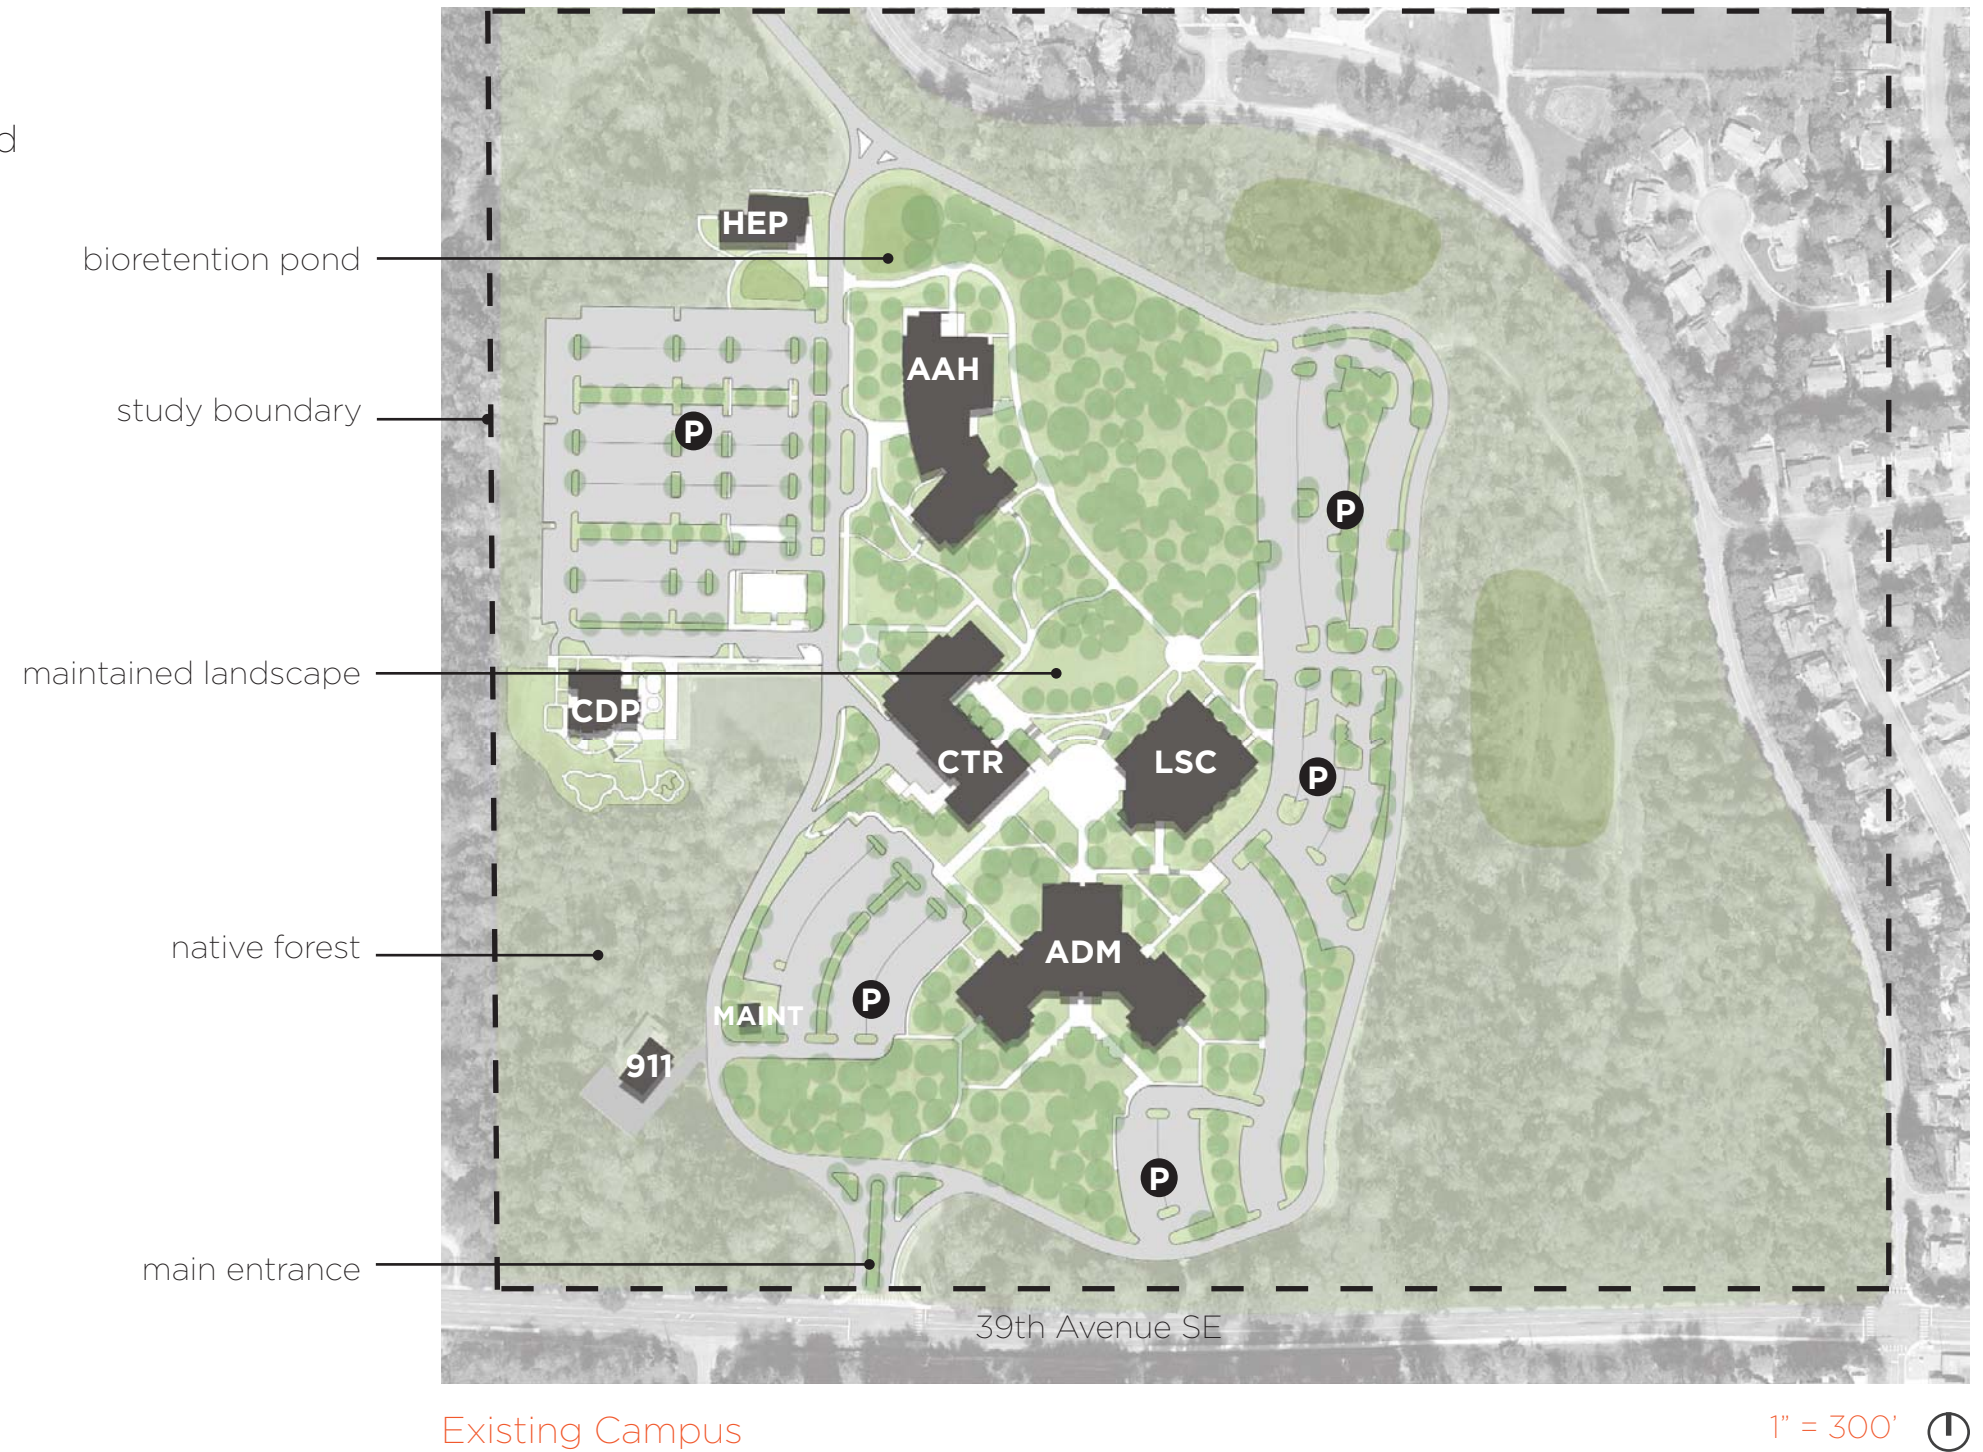 d
HEP
bioretention pond
AAH
study boundary
P
P
maintained landscape
CDP
CTR
LSC
P
native forest
ADM
P
MAINT
911
P
main entrance
39th Avenue SE
Existing Campus
1” = 300’